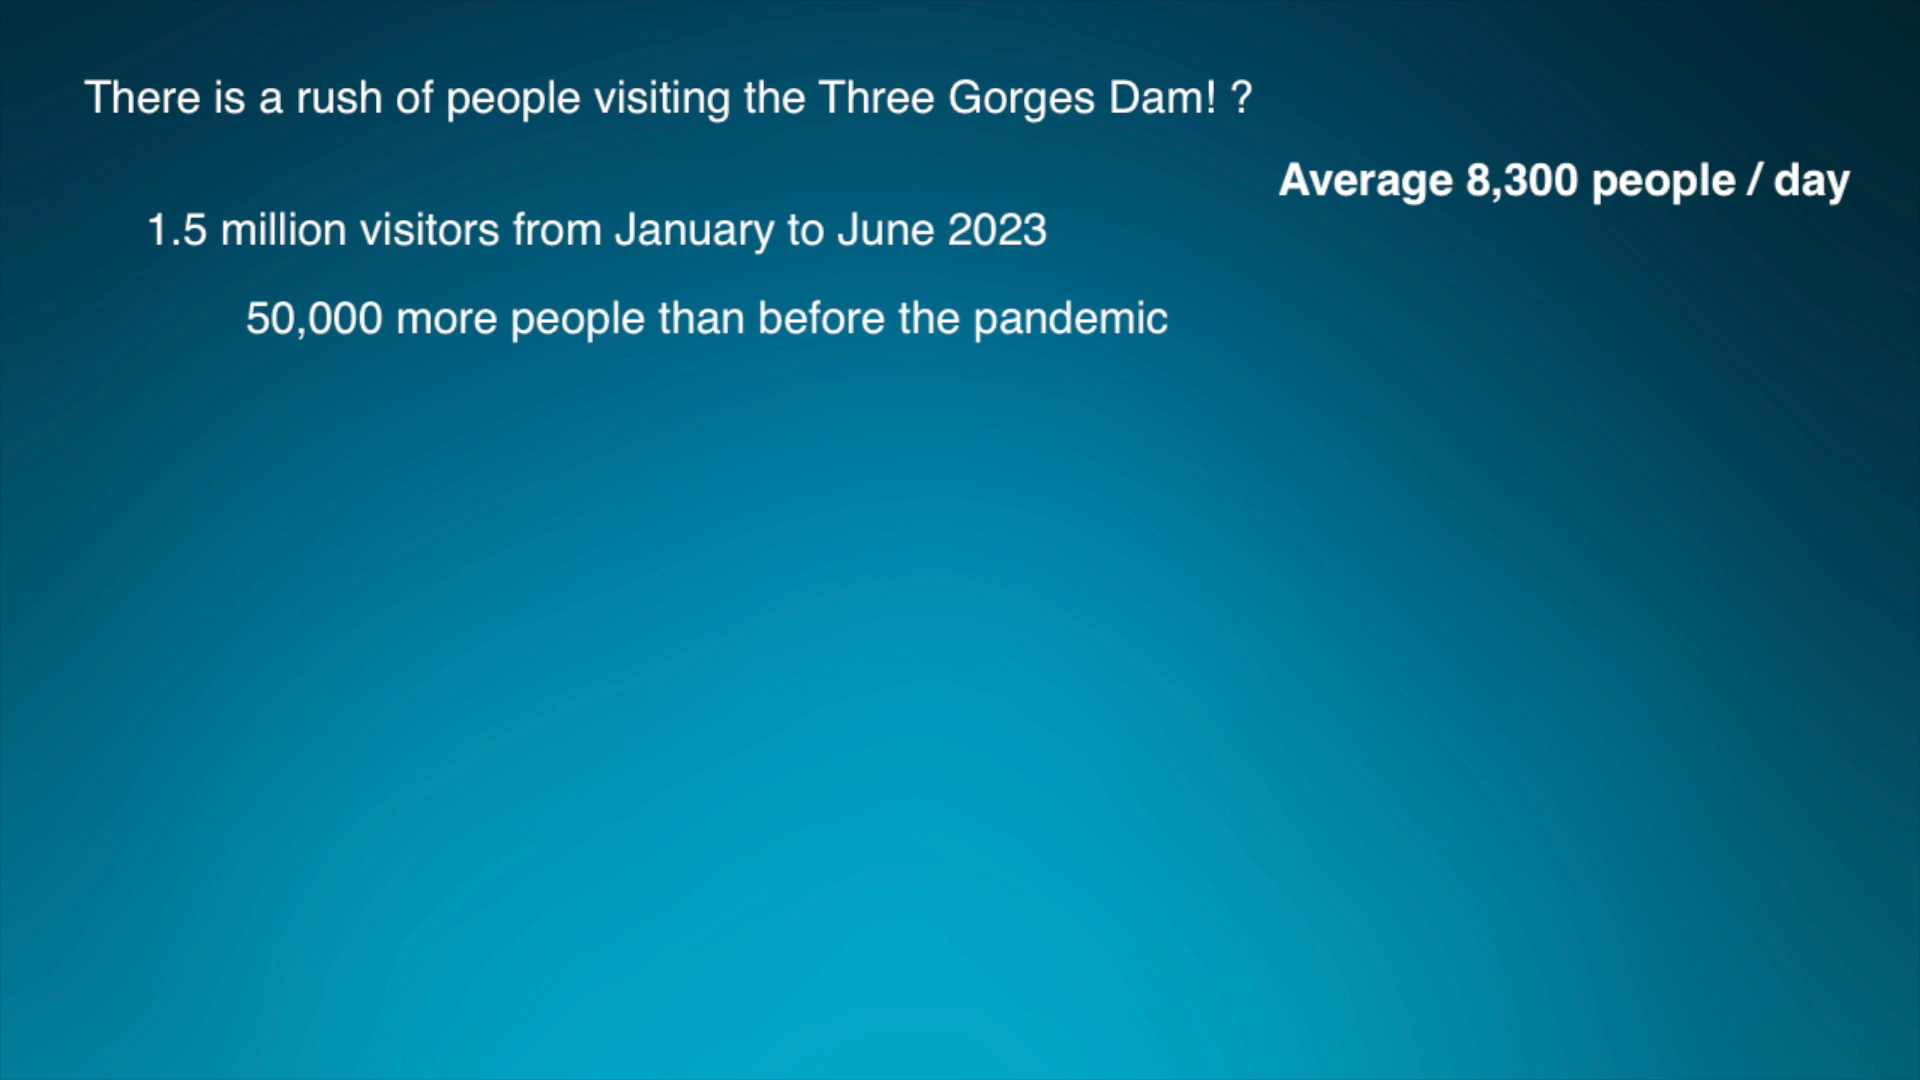 There is a rush of people visiting the Three Gorges Dam! ?
Average 8,300 people / day
1.5 million visitors from January to June 2023
50,000 more people than before the pandemic